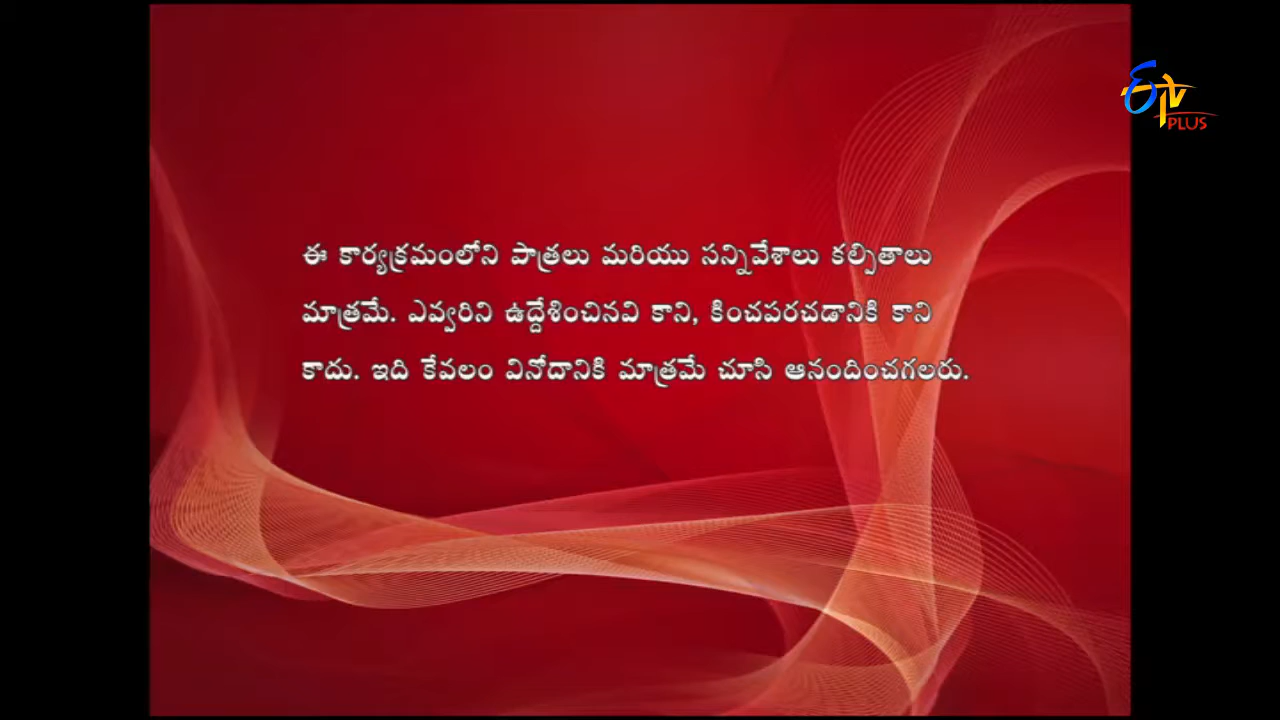 ఈ కార్యక్రమంలోని పాత్రలు మరియు సన్నివేశాలు కల్పితాలు
మాత్రమే. ఎవ్వరిని ఉద్దేశించినవి కాని, కించపరచడానికి కాని
కాదు. ఇది కేవలం వినోదానికి మాత్రమే చూసి ఆనందించగలరు.
etv
PLUS